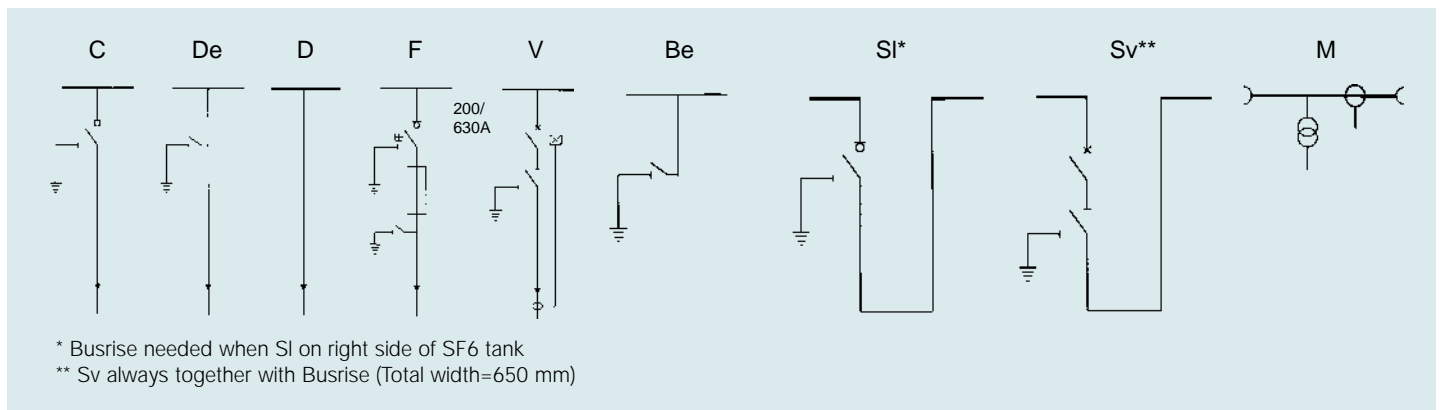 C De D F V Be Sl* Sv** M
200/
630A
* Busrise needed when Sl on right side of SF6 tank
** Sv always together with Busrise (Total width=650 mm)